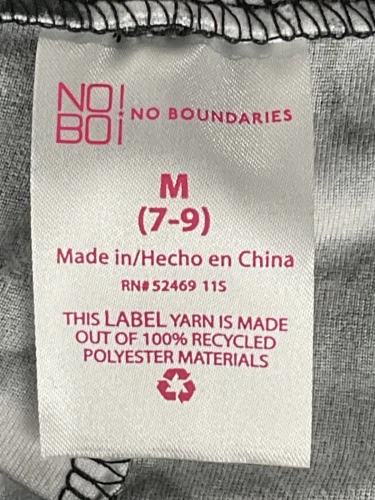 NO!
BO¡ NO BOUNDARIES
M
(7-9)
Made in/Hecho en China
RN# 52469 11S
THIS LABEL YARN IS MADE
OUT OF 100% RECYCLED
POLYESTER MATERIALS